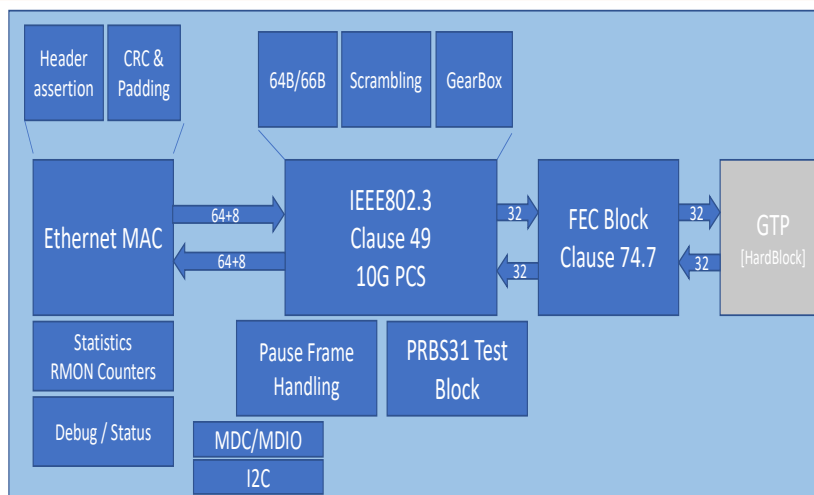 Header
assertion
CRC &
Padding
64B/66B
Scrambling
GearBox
Ethernet MAC
64+8
64+8
IEEE802.3
Clause 49
10G PCS
32
32
FEC Block
Clause 74.7
32
32
GTP
[HardBlock]
Statistics
RMON Counters
Pause Frame
Handling
PRBS31 Test
Block
Debug / Status
MDC/MDIO
I2C